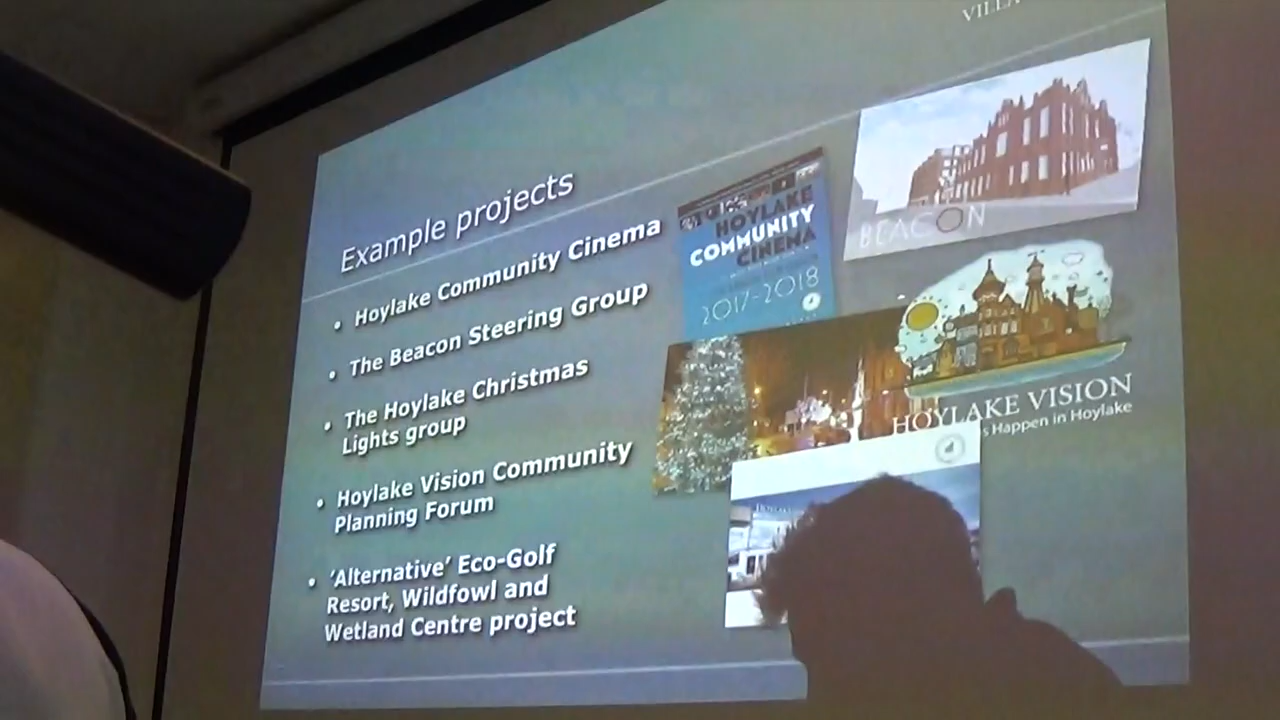 Example projects
• Hoylake Community Cinema
• The Beacon Steering Group
• The Hoylake Christmas
Lights group
• Hoylake Vision Community
Planning Forum
• ‘Alternative’ Eco-Golf
Resort, Wildfowl and
Wetland Centre project
HOYLAKE
COMMUNITY
CINEMA
2017-2018
BEACON
HOYLAKE VISION
Happen in Hoylake